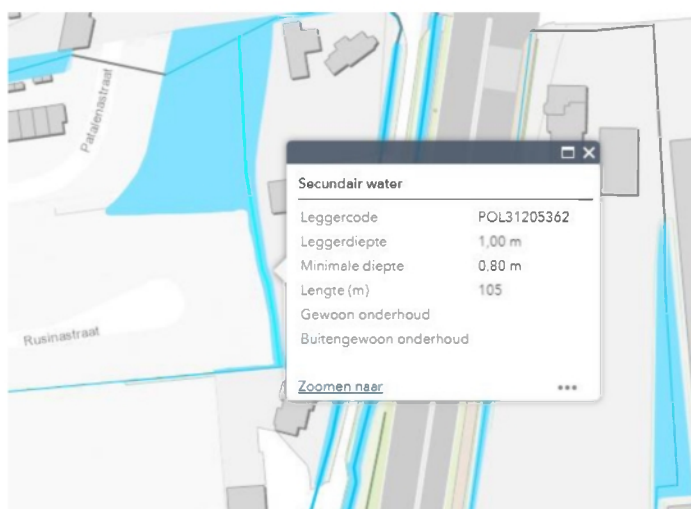 Patalenastraat
Secundair water
Leggercode POL31205362
Leggerdiepte 1,00 m
Minimale diepte 0,80 m
Lengte (m) 105
Gewoon onderhoud
Buitengewoon onderhoud
Rusinastraat
Zoomen naar